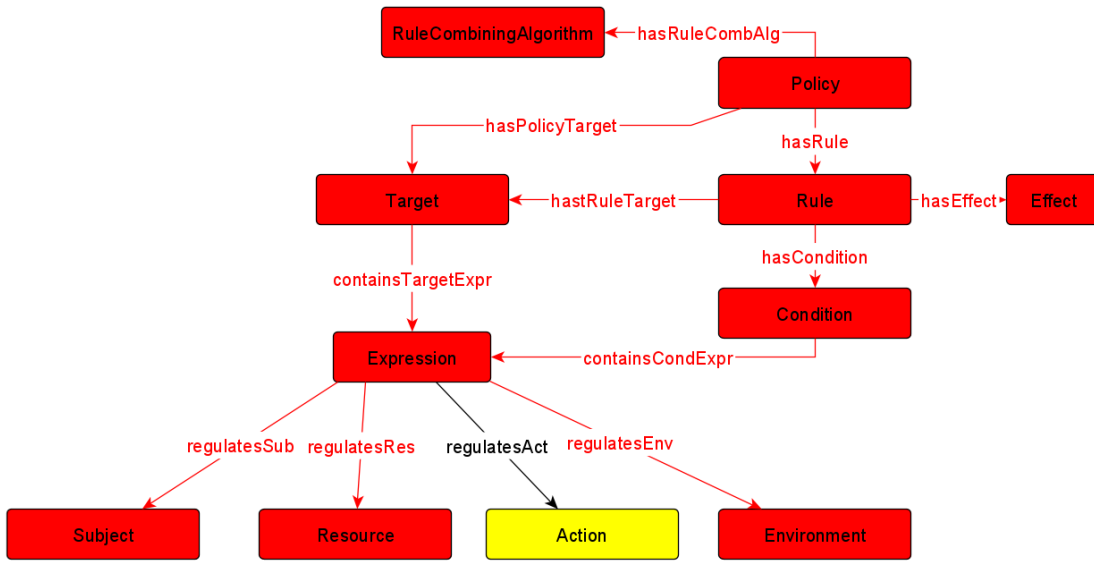 RuleCombiningAlgorithm
hasRuleCombAlg
Policy
hasPolicyTarget
hasRule
Target
hastRuleTarget
Rule
hasEffect
Effect
containsTargetExpr
hasCondition
Condition
Expression
containsCondExpr
regulatesSub
regulatesRes
regulatesAct
regulatesEnv
Subject
Resource
Action
Environment